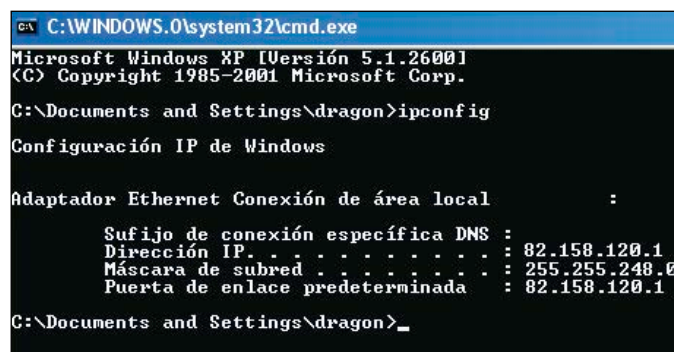 C:\WINDOWS.0\system32\cmd.exe
Microsoft Windows XP [Versión 5.1.2600]
(C) Copyright 1985-2001 Microsoft Corp.
C:\Documents and Settings\dragon>ipconfig
Configuración IP de Windows
Adaptador Ethernet Conexión de área local :
Sufijo de conexión específica DNS :
Dirección IP. . . . . . . . . . . : 82.158.120.1
Máscara de subred . . . . . . . . : 255.255.248.0
Puerta de enlace predeterminada : 82.158.120.1
C:\Documents and Settings\dragon>_